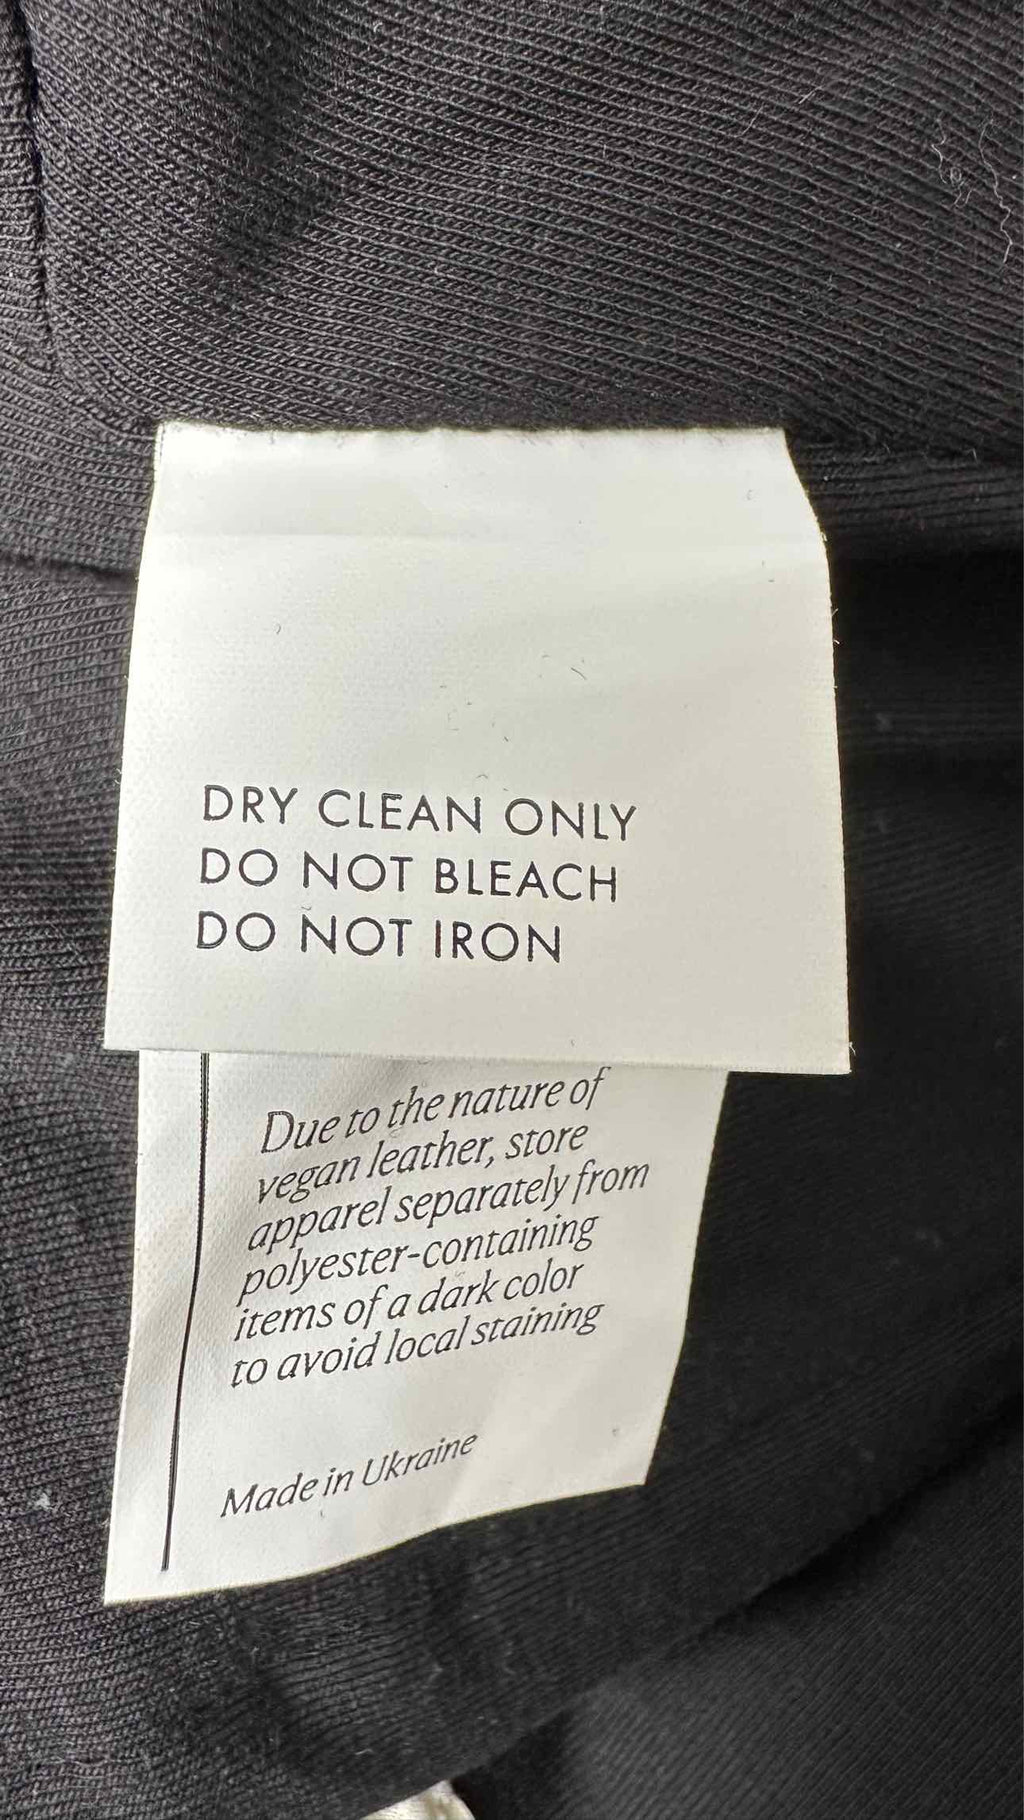 DRY CLEAN ONLY
DO NOT BLEACH
DO NOT IRON
Due to the nature of
vegan leather, store
apparel separately from
polyester-containing
items of a dark color
to avoid local staining
Made in Ukraine